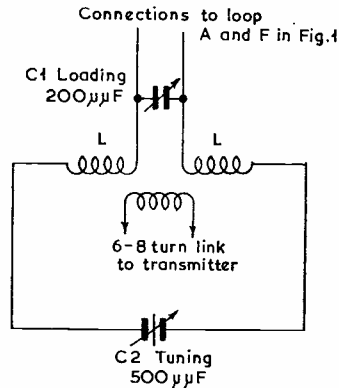 Connections to loop
A and F in Fig.1
C1 Loading
200μμF
L L
6-8 turn link
to transmitter
C2 Tuning
500μμF